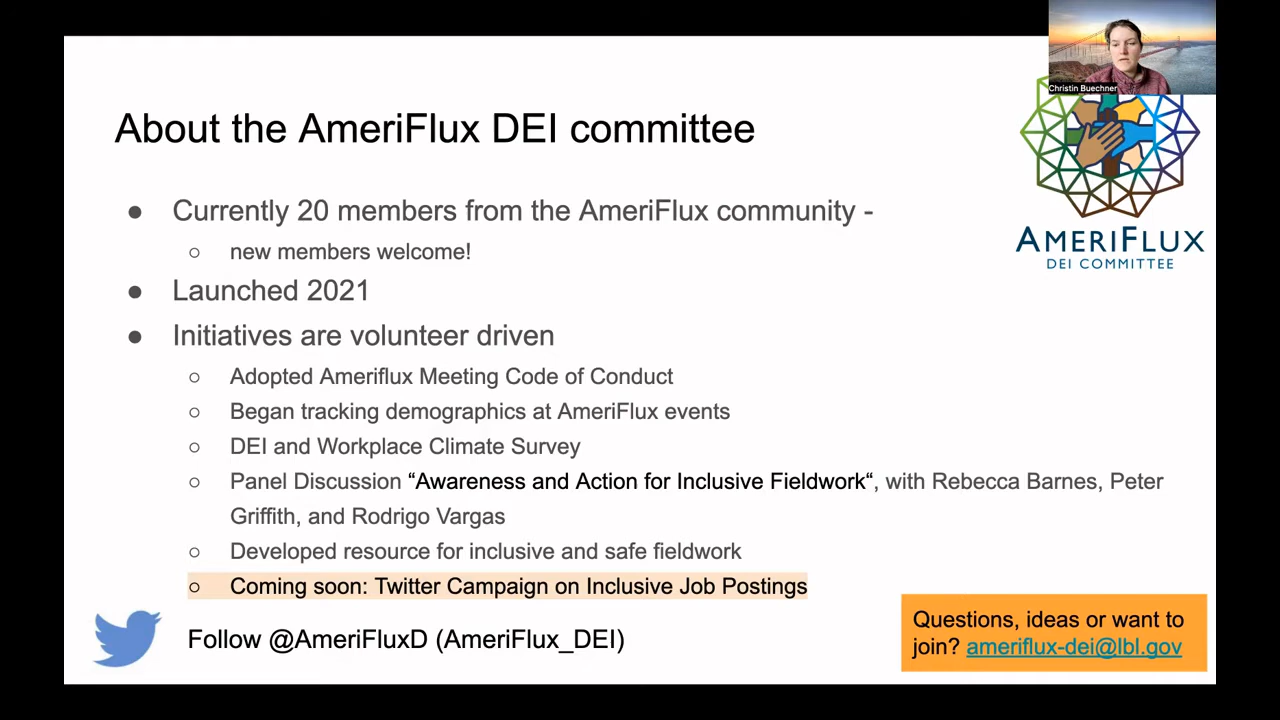 Christin Buechner
About the AmeriFlux DEI committee
AMERIFLUX
DEI COMMITTEE
● Currently 20 members from the AmeriFlux community -
○ new members welcome!
● Launched 2021
● Initiatives are volunteer driven
○ Adopted Ameriflux Meeting Code of Conduct
○ Began tracking demographics at AmeriFlux events
○ DEI and Workplace Climate Survey
○ Panel Discussion “Awareness and Action for Inclusive Fieldwork“, with Rebecca Barnes, Peter
Griffith, and Rodrigo Vargas
○ Developed resource for inclusive and safe fieldwork
○ Coming soon: Twitter Campaign on Inclusive Job Postings
Follow @AmeriFluxD (AmeriFlux_DEI)
Questions, ideas or want to
join? ameriflux-dei@lbl.gov